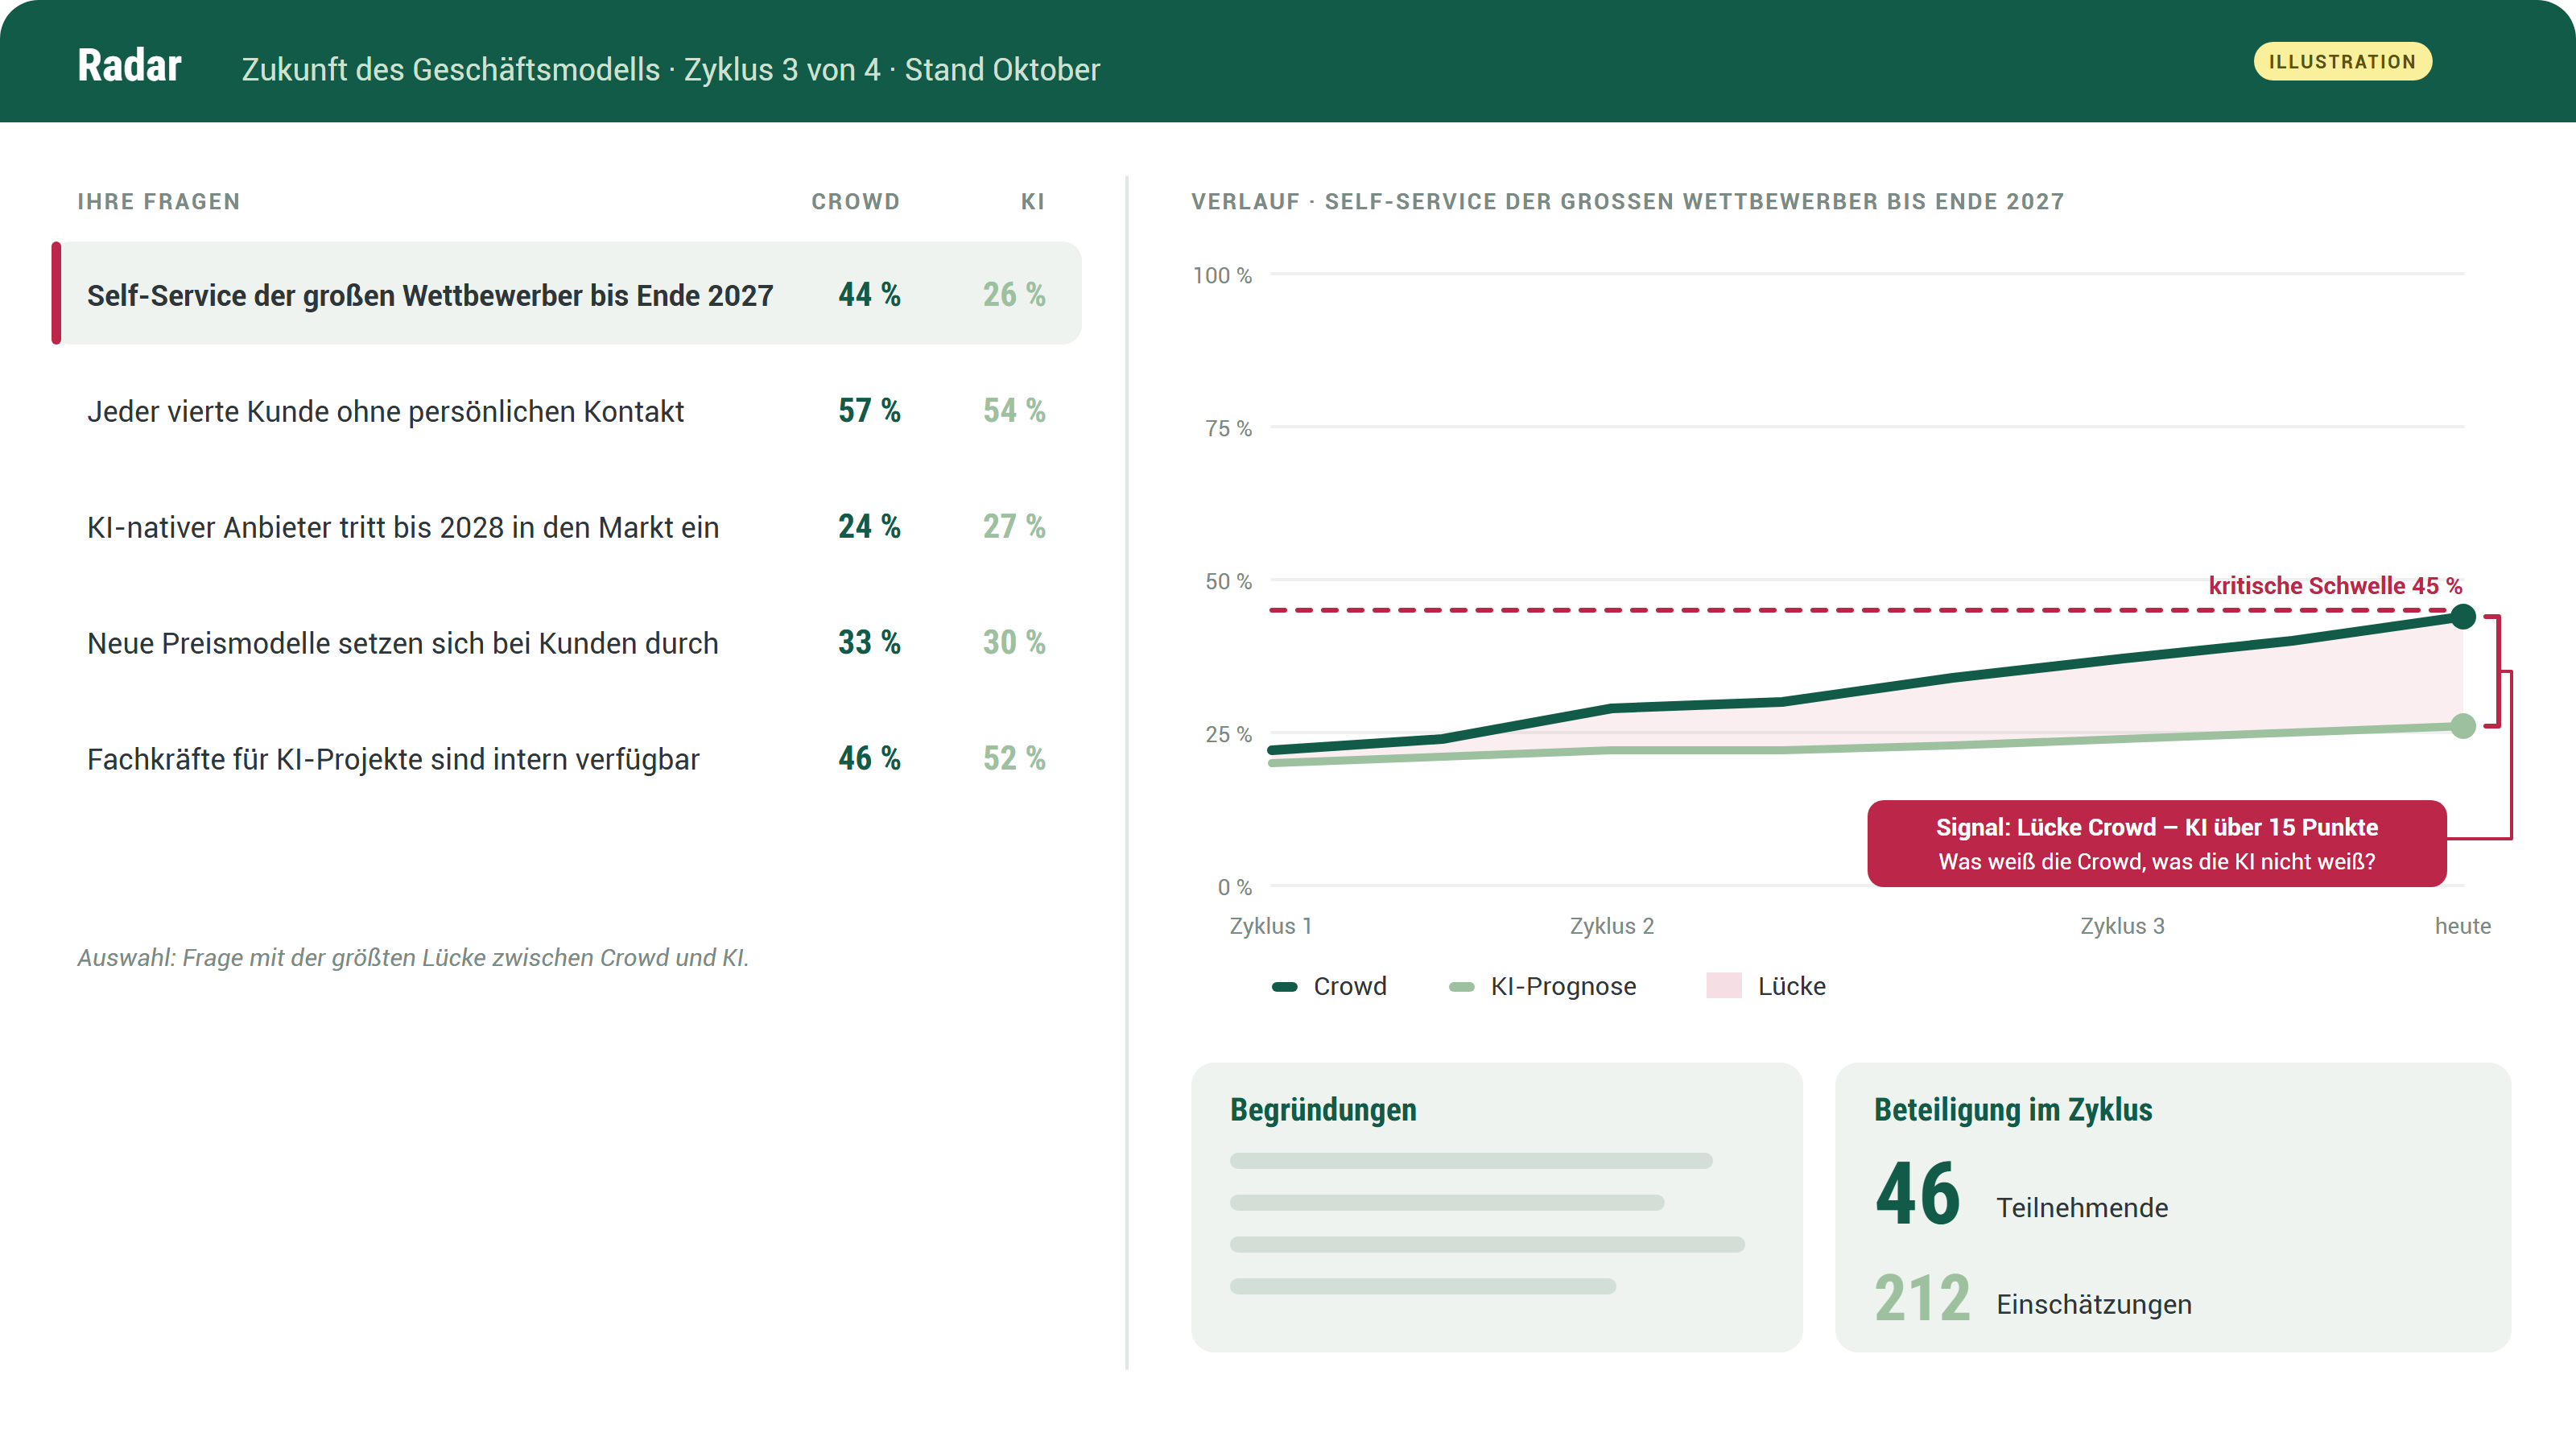 Radar
Zukunft des Geschäftsmodells · Zyklus 3 von 4 · Stand Oktober
ILLUSTRATION
IHRE FRAGEN CROWD KI
Self-Service der großen Wettbewerber bis Ende 2027 44 % 26 %
Jeder vierte Kunde ohne persönlichen Kontakt 57 % 54 %
KI-nativer Anbieter tritt bis 2028 in den Markt ein 24 % 27 %
Neue Preismodelle setzen sich bei Kunden durch 33 % 30 %
Fachkräfte für KI-Projekte sind intern verfügbar 46 % 52 %
Auswahl: Frage mit der größten Lücke zwischen Crowd und KI.
VERLAUF · SELF-SERVICE DER GROSSEN WETTBEWERBER BIS ENDE 2027
100 %
75 %
50 %
kritische Schwelle 45 %
25 %
Signal: Lücke Crowd – KI über 15 Punkte
Was weiß die Crowd, was die KI nicht weiß?
0 %
Zyklus 1 Zyklus 2 Zyklus 3 heute
Crowd KI-Prognose Lücke
Begründungen
Beteiligung im Zyklus
46 Teilnehmende
212 Einschätzungen